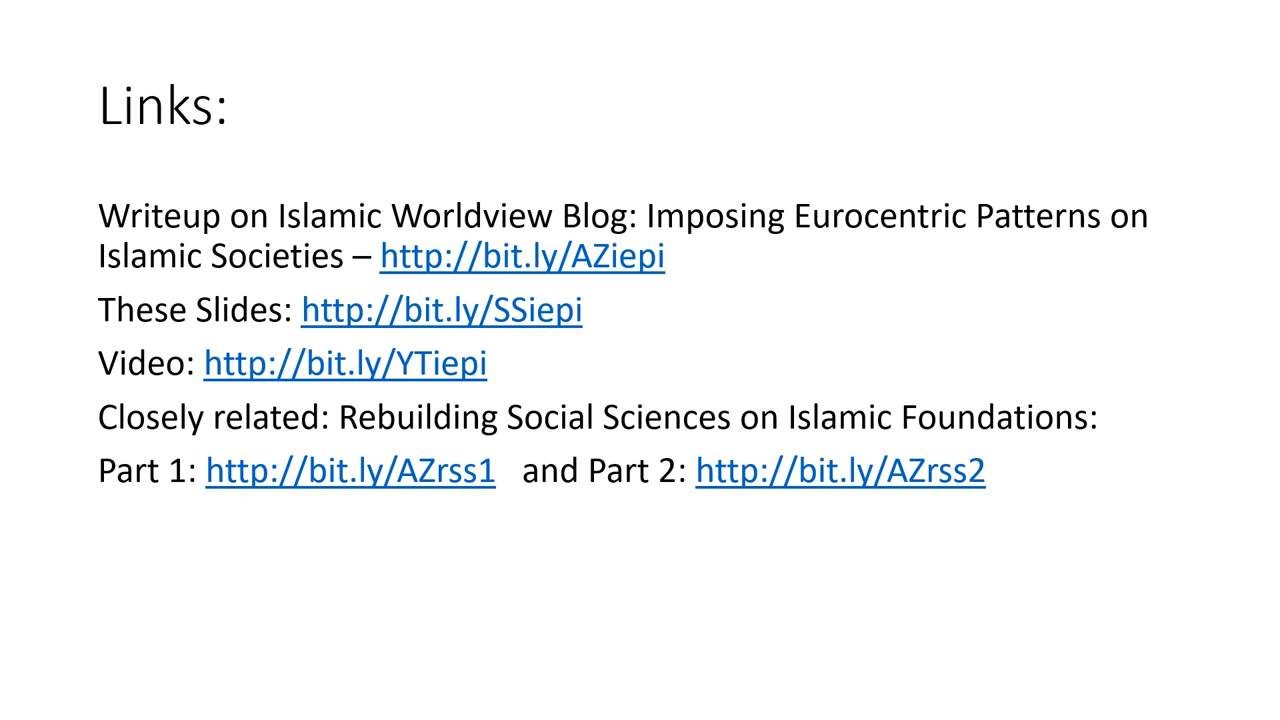 Links:
Writeup on Islamic Worldview Blog: Imposing Eurocentric Patterns on
Islamic Societies – http://bit.ly/AZiepi
These Slides: http://bit.ly/SSiepi
Video: http://bit.ly/YTiepi
Closely related: Rebuilding Social Sciences on Islamic Foundations:
Part 1: http://bit.ly/AZrss1 and Part 2: http://bit.ly/AZrss2